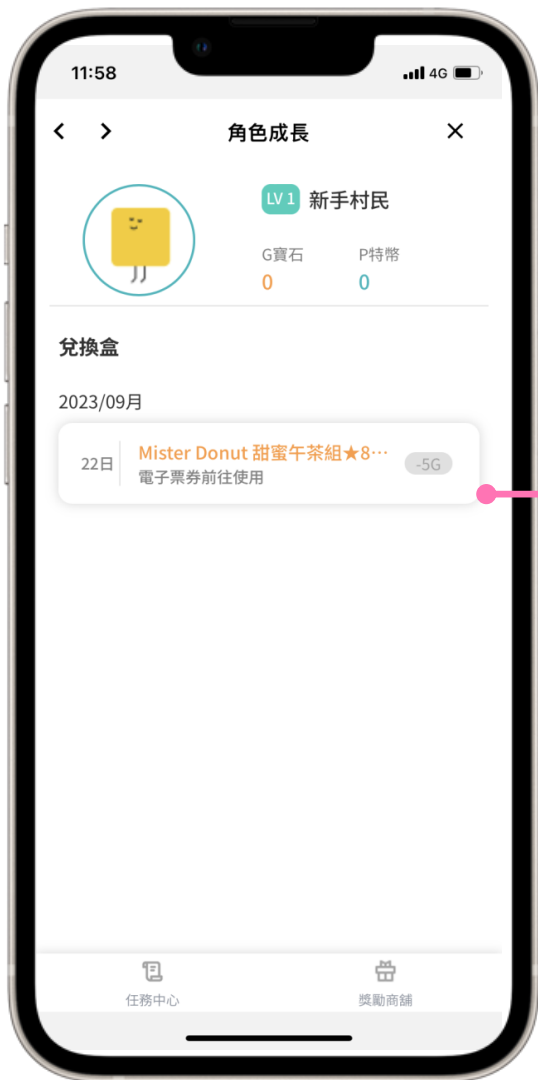 11:58
4G
角色成長
LV 1 新手村民
G寶石 P特幣
0 0
兌換盒
2023/09月
22日
Mister Donut 甜蜜午茶組★8⋯
電子票券前往使用
-5G
任務中心 獎勵商舖